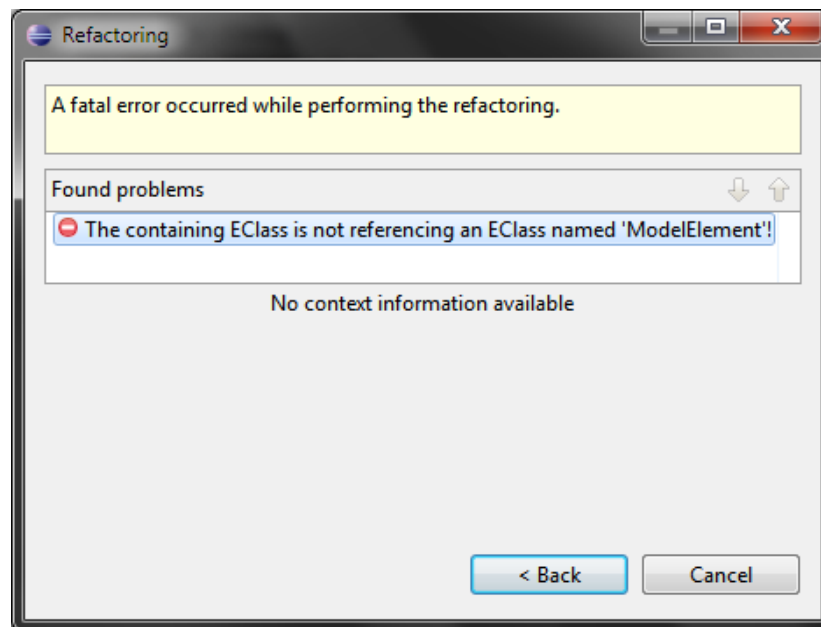 Refactoring
A fatal error occurred while performing the refactoring.
Found problems
The containing EClass is not referencing an EClass named 'ModelElement'!
No context information available
< Back
Cancel